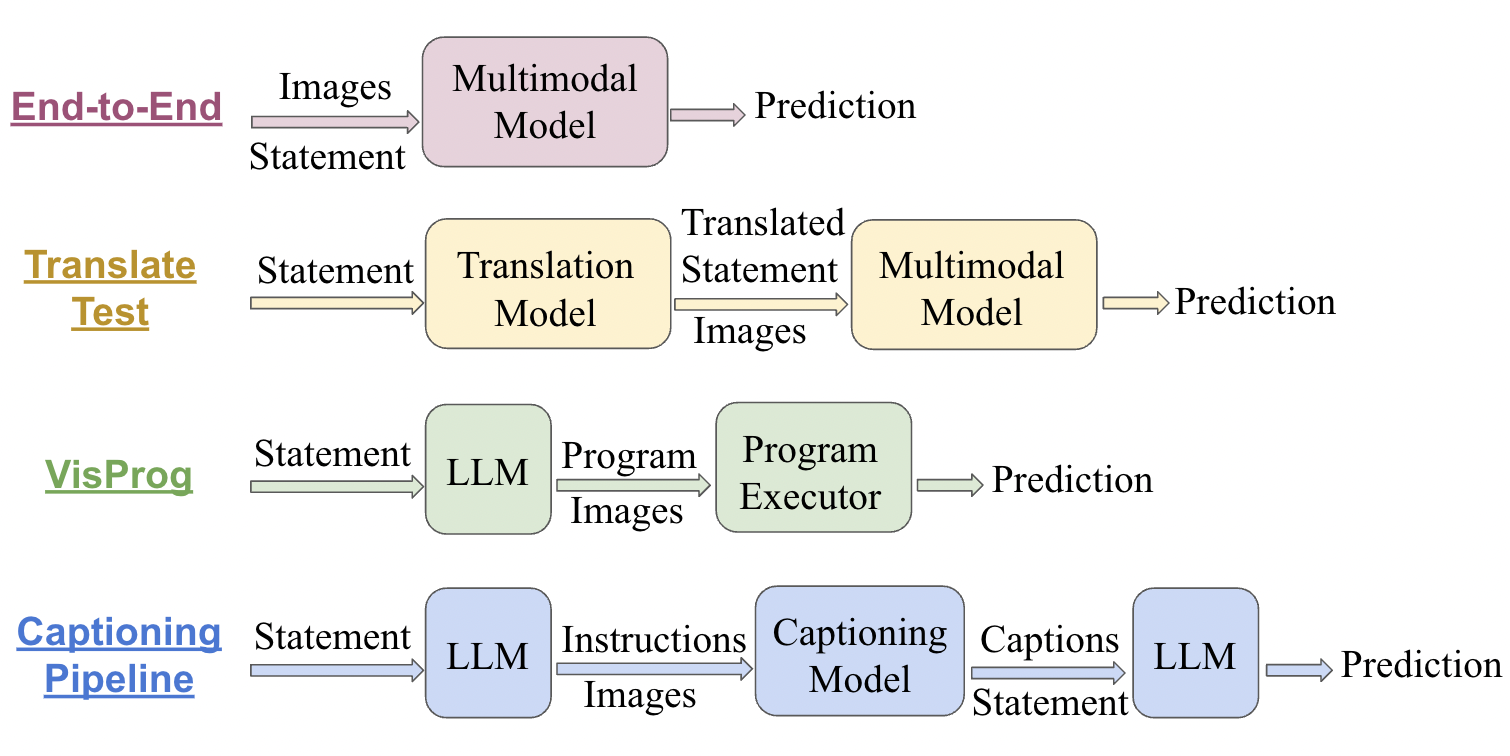 End-to-End
Images
Statement
Multimodal
Model
Prediction
Translate
Test
Statement
Translation
Model
Translated
Statement
Images
Multimodal
Model
Prediction
VisProg
Statement
LLM
Program
Images
Program
Executor
Prediction
Captioning
Pipeline
Statement
LLM
Instructions
Images
Captioning
Model
Captions
Statement
LLM
Prediction